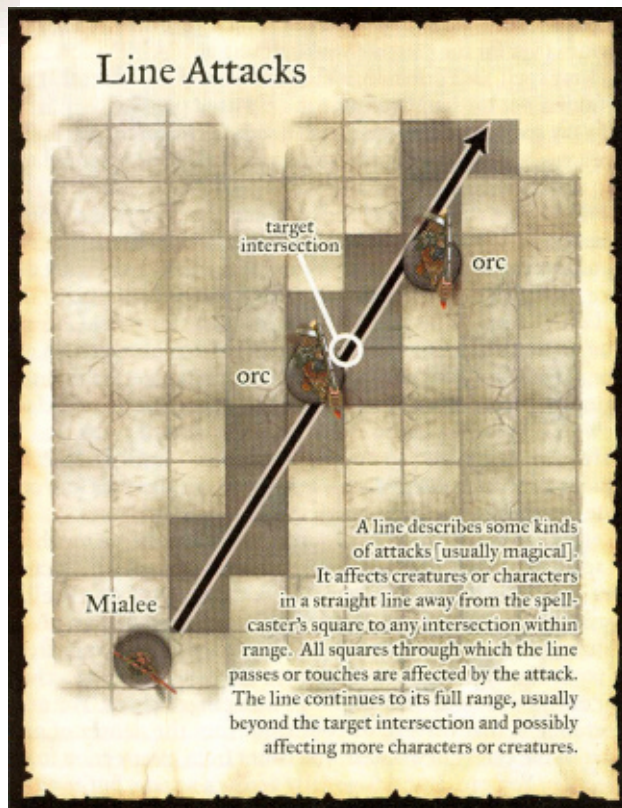 Line Attacks
target
intersection
orc
orc
Mialee
A line describes some kinds
of attacks [usually magical].
It affects creatures or characters
in a straight line away from the spell-
caster's square to any intersection within
range. All squares through which the line
passes or touches are affected by the attack.
The line continues to its full range, usually
beyond the target intersection and possibly
affecting more characters or creatures.